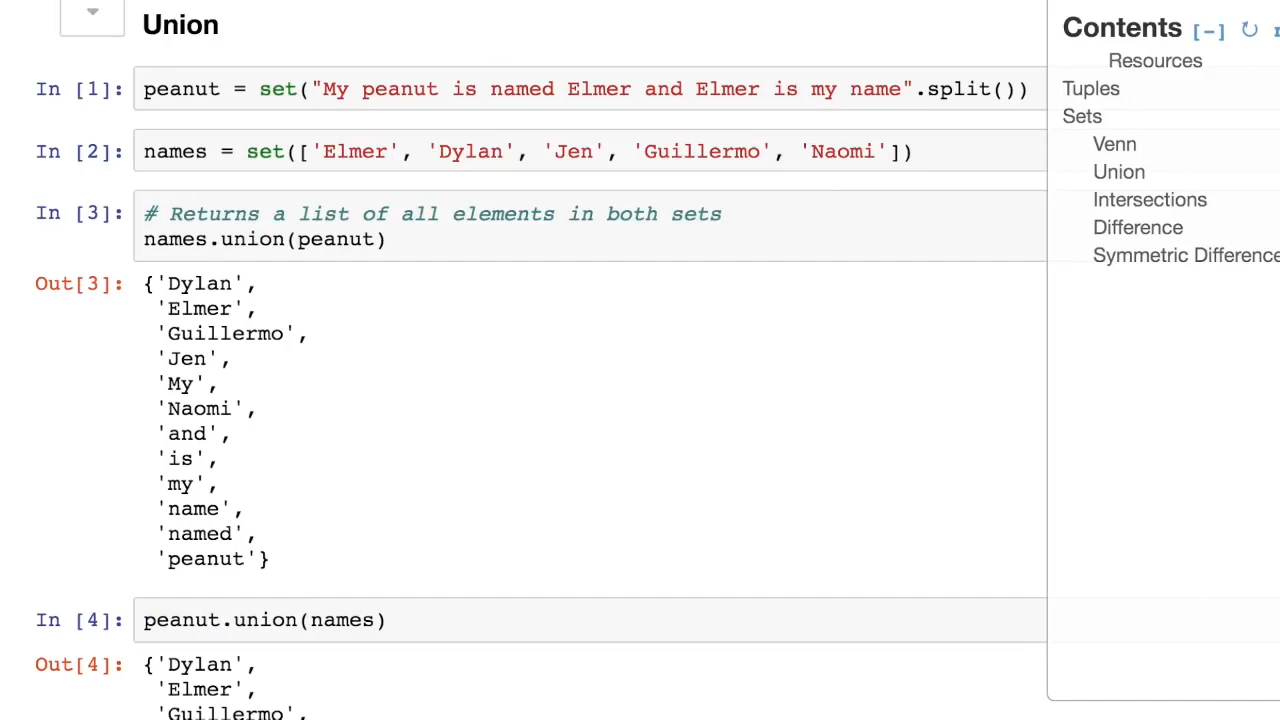 Union
In [1]: peanut = set("My peanut is named Elmer and Elmer is my name".split())
In [2]: names = set(['Elmer', 'Dylan', 'Jen', 'Guillermo', 'Naomi'])
In [3]: # Returns a list of all elements in both sets
names.union(peanut)
Out[3]: {'Dylan',
'Elmer',
'Guillermo',
'Jen',
'My',
'Naomi',
'and',
'is',
'my',
'name',
'named',
'peanut'}
In [4]: peanut.union(names)
Out[4]: {'Dylan',
'Elmer',
'Guillermo',
Contents [-] ↻
Resources
Tuples
Sets
Venn
Union
Intersections
Difference
Symmetric Difference